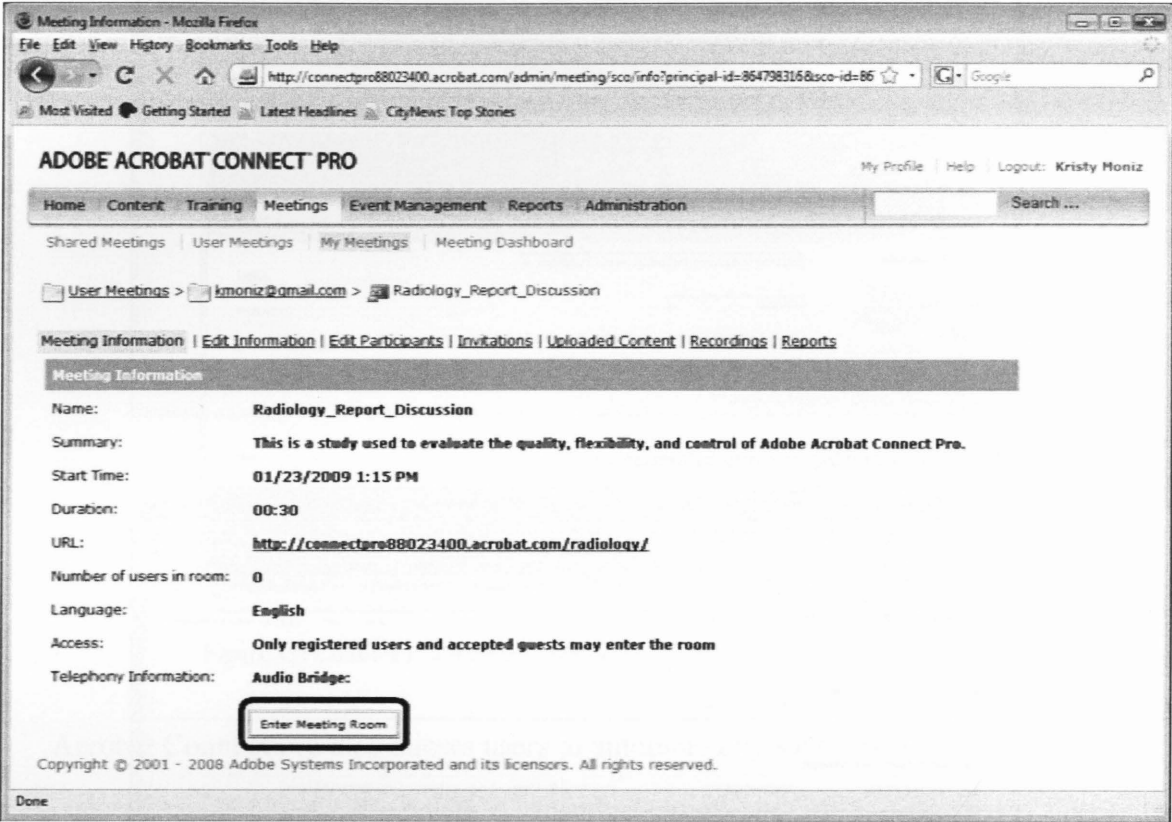 Meeting Information - Mozilla Firefox
File Edit View History Bookmarks Tools Help
http://connectpro88023400.acrobat.com/admin/meeting/sco/info?principal-id=864798316&sco-id=86 G Google
Most Visited Getting Started Latest Headlines CityNews: Top Stories
ADOBE ACROBAT CONNECT PRO
My Profile | Help | Logout: Kristy Moniz
Home Content Training Meetings Event Management Reports Administration Search ...
Shared Meetings | User Meetings | My Meetings | Meeting Dashboard
User Meetings > kmoniz@gmail.com > Radiology_Report_Discussion
Meeting Information | Edit Information | Edit Participants | Invitations | Uploaded Content | Recordings | Reports
Meeting Information
Name: Radiology_Report_Discussion
Summary: This is a study used to evaluate the quality, flexibility, and control of Adobe Acrobat Connect Pro.
Start Time: 01/23/2009 1:15 PM
Duration: 00:30
URL: http://connectpro88023400.acrobat.com/radiology/
Number of users in room: 0
Language: English
Access: Only registered users and accepted guests may enter the room
Telephony Information: Audio Bridge:
Enter Meeting Room
Copyright © 2001 - 2008 Adobe Systems Incorporated and its licensors. All rights reserved.
Done